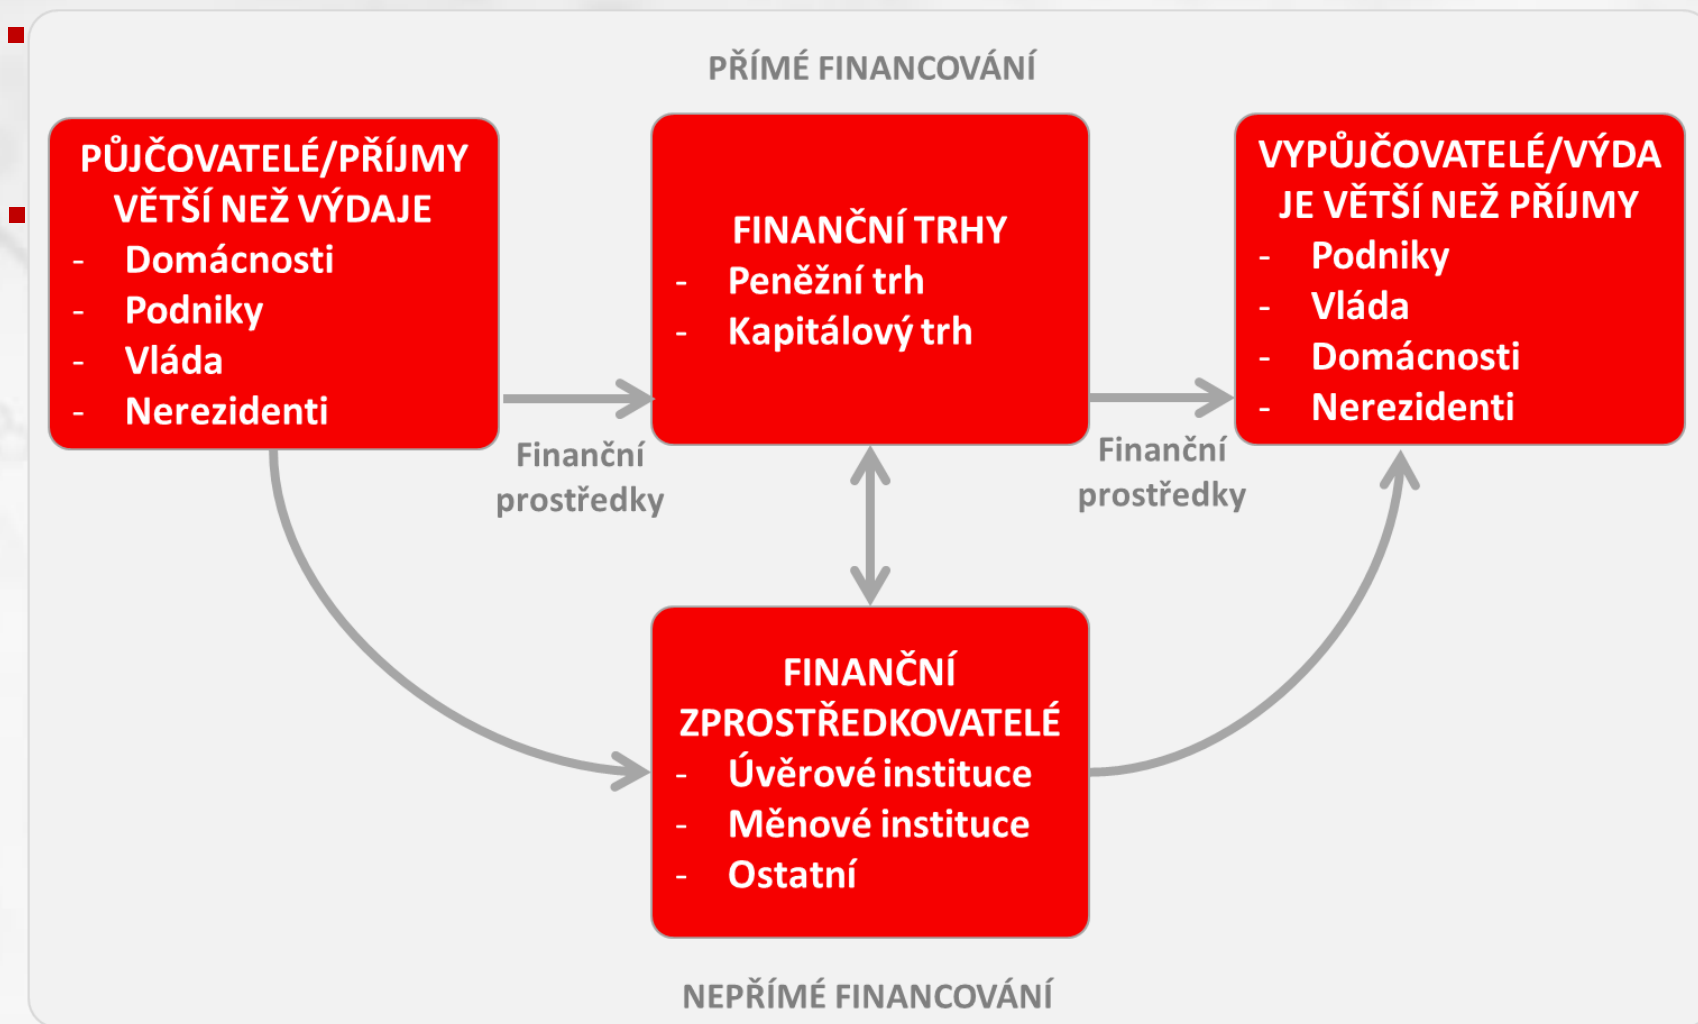 PŘÍMÉ FINANCOVÁNÍ
PŮJČOVATELÉ/PŘÍJMY
VĚTŠÍ NEŽ VÝDAJE
- Domácnosti
- Podniky
- Vláda
- Nerezidenti
Finanční
prostředky
FINANČNÍ TRHY
- Peněžní trh
- Kapitálový trh
Finanční
prostředky
VYPŮJČOVATELÉ/VÝDA
JE VĚTŠÍ NEŽ PŘÍJMY
- Podniky
- Vláda
- Domácnosti
- Nerezidenti
FINANČNÍ
ZPROSTŘEDKOVATELÉ
- Úvěrové instituce
- Měnové instituce
- Ostatní
NEPŘÍMÉ FINANCOVÁNÍ